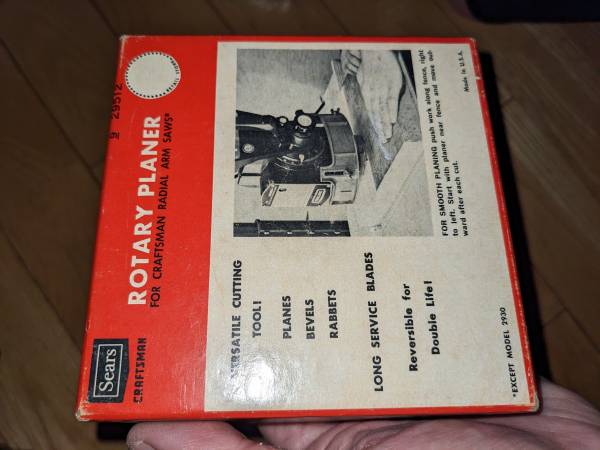 Sears
CRAFTSMAN
9 29512
ROTARY PLANER
FOR CRAFTSMAN RADIAL ARM SAWS*
VERSATILE CUTTING
TOOL!
PLANES
BEVELS
RABBETS
LONG SERVICE BLADES
Reversible for
Double Life!
FOR SMOOTH PLANING push work along fence, right
to left. Start with planer near fence and move out-
ward after each cut.
*EXCEPT MODEL 2930
Made in U.S.A.